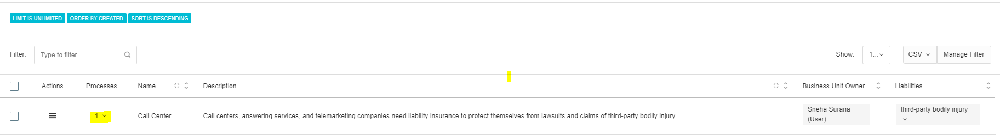 LIMIT IS UNLIMITED ORDER BY CREATED SORT IS DESCENDING
Filter: Type to filter... Show: 1... CSV Manage Filter
Actions Processes Name Description Business Unit Owner Liabilities
1 Call Center Call centers, answering services, and telemarketing companies need liability insurance to protect themselves from lawsuits and claims of third-party bodily injury
Sneha Surana
(User)
third-party bodily injury